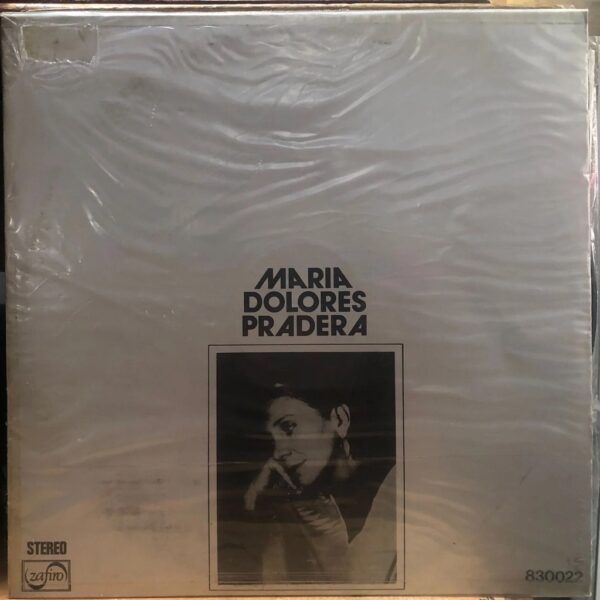 MARIA
DOLORES
PRADERA
STEREO
zafiro
830022